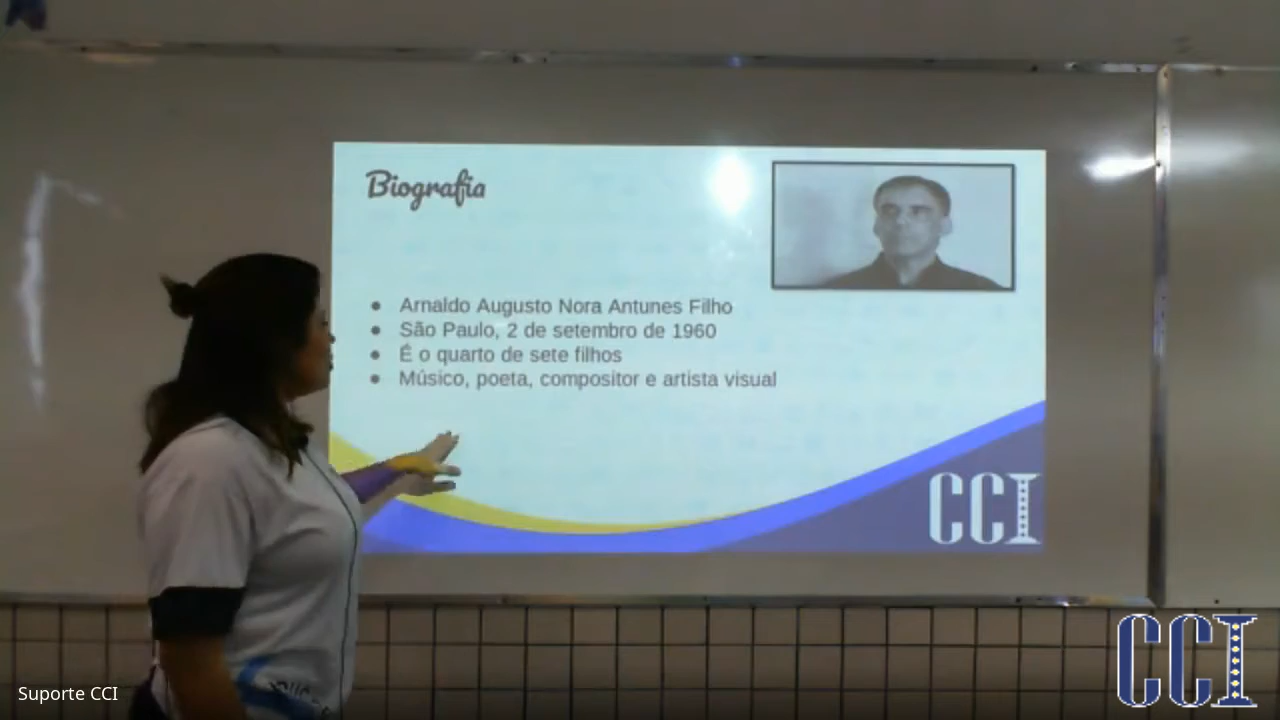 Biografia
Arnaldo Augusto Nora Antunes Filho
São Paulo, 2 de setembro de 1960
É o quarto de sete filhos
Músico, poeta, compositor e artista visual
CCI
CCI
Suporte CCI